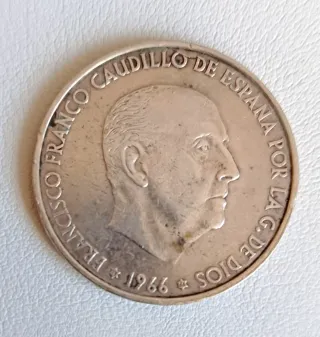 FRANCISCO FRANCO CAUDILLO DE ESPAÑA POR LA G. DE DIOS
* 1966 *